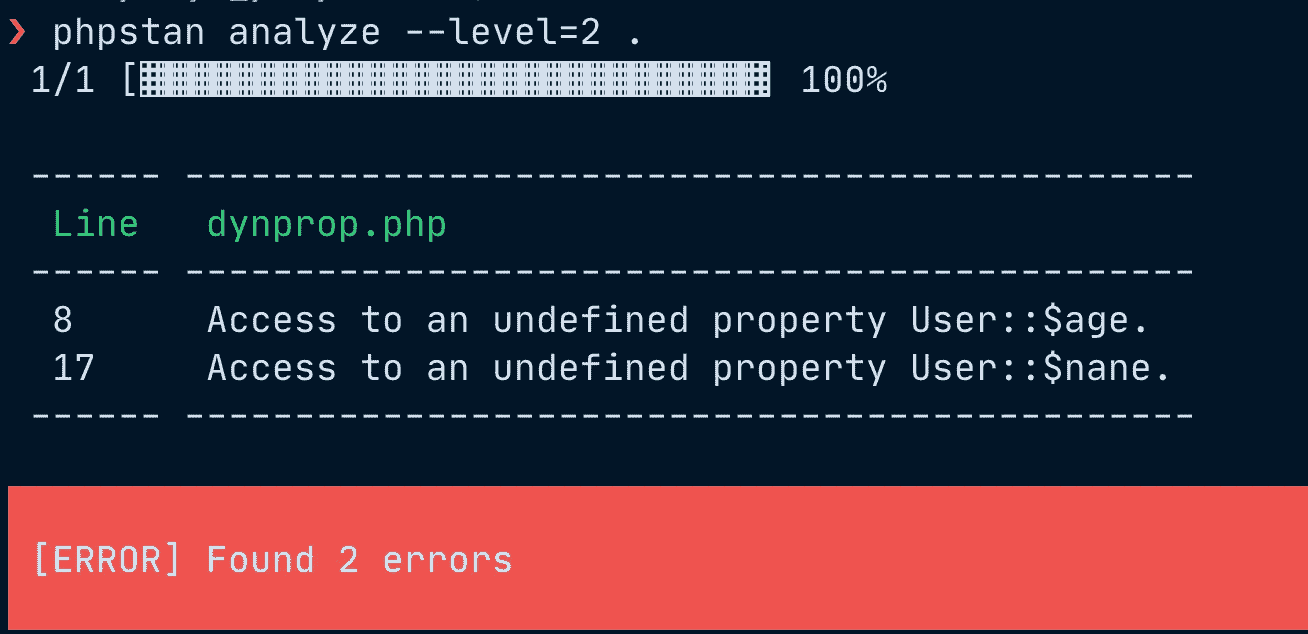 ❯ phpstan analyze --level=2 .
1/1 [▓▓▓▓▓▓▓▓▓▓▓▓▓▓▓▓▓▓▓▓▓▓▓▓▓▓▓▓] 100%
------ ----------------------------------------------
Line dynprop.php
------ ----------------------------------------------
8 Access to an undefined property User::$age.
17 Access to an undefined property User::$nane.
------ ----------------------------------------------
[ERROR] Found 2 errors